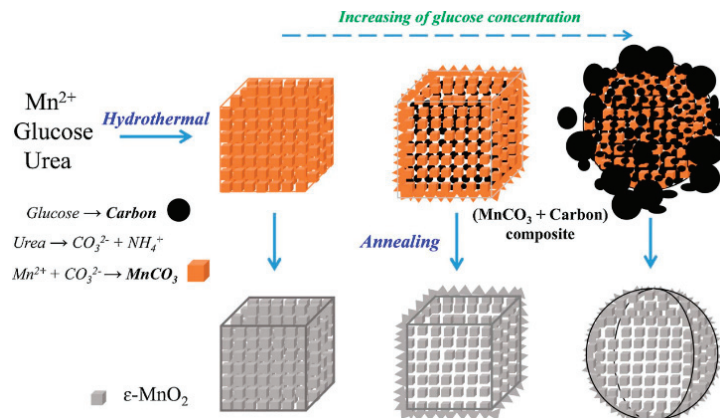 Increasing of glucose concentration
Mn²⁺
Glucose
Urea
Hydrothermal
Glucose → Carbon
Urea → CO₃²⁻ + NH₄⁺
Mn²⁺ + CO₃²⁻ → MnCO₃
(MnCO₃ + Carbon)
composite
Annealing
ε-MnO₂